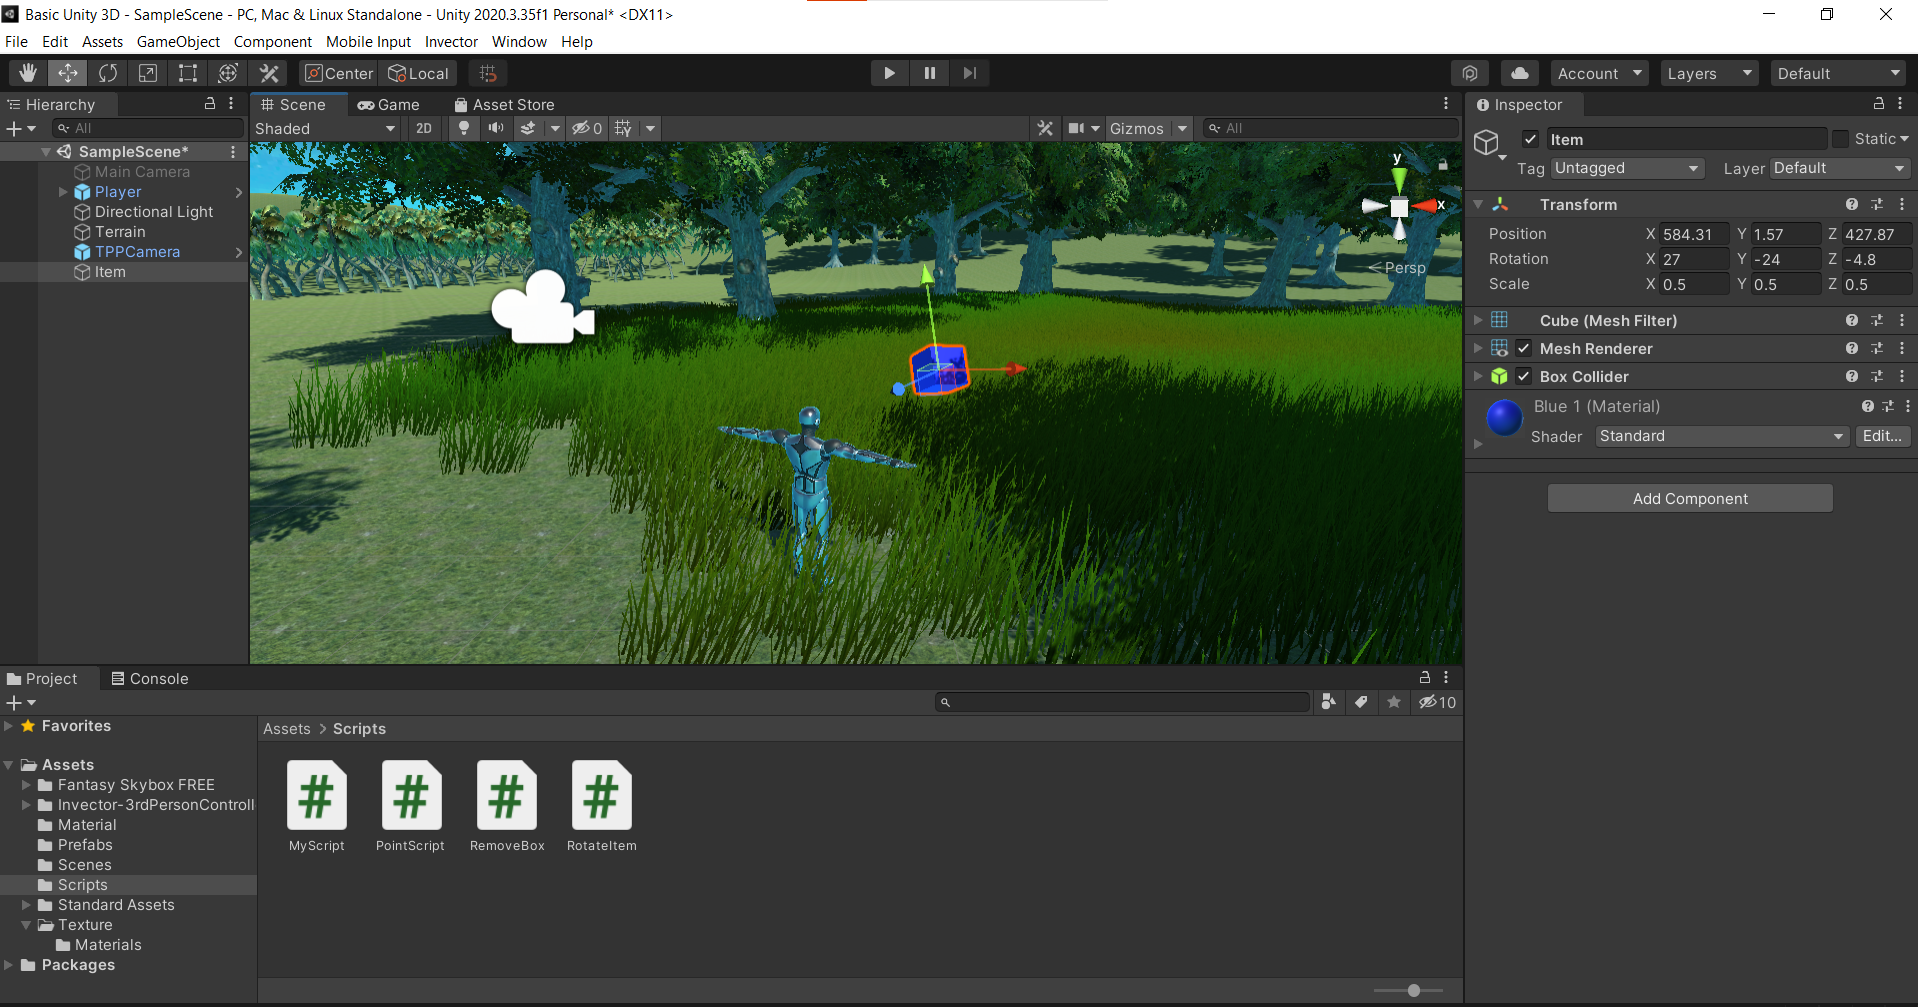 Basic Unity 3D - SampleScene - PC, Mac & Linux Standalone - Unity 2020.3.35f1 Personal* <DX11>
File Edit Assets GameObject Component Mobile Input Invector Window Help
Center Local Account Layers Default
Hierarchy
All
SampleScene*
Main Camera
Player
Directional Light
Terrain
TPPCamera
Item
Scene Game Asset Store
Shaded 2D 0 Gizmos All
y
x
Persp
Inspector
Item Static
Tag Untagged Layer Default
Transform
Position X 584.31 Y 1.57 Z 427.87
Rotation X 27 Y -24 Z -4.8
Scale X 0.5 Y 0.5 Z 0.5
Cube (Mesh Filter)
Mesh Renderer
Box Collider
Blue 1 (Material)
Shader Standard Edit...
Add Component
Project Console
10
Favorites
Assets
Fantasy Skybox FREE
Invector-3rdPersonControll
Material
Prefabs
Scenes
Scripts
Standard Assets
Texture
Materials
Packages
Assets > Scripts
# # # #
MyScript PointScript RemoveBox RotateItem